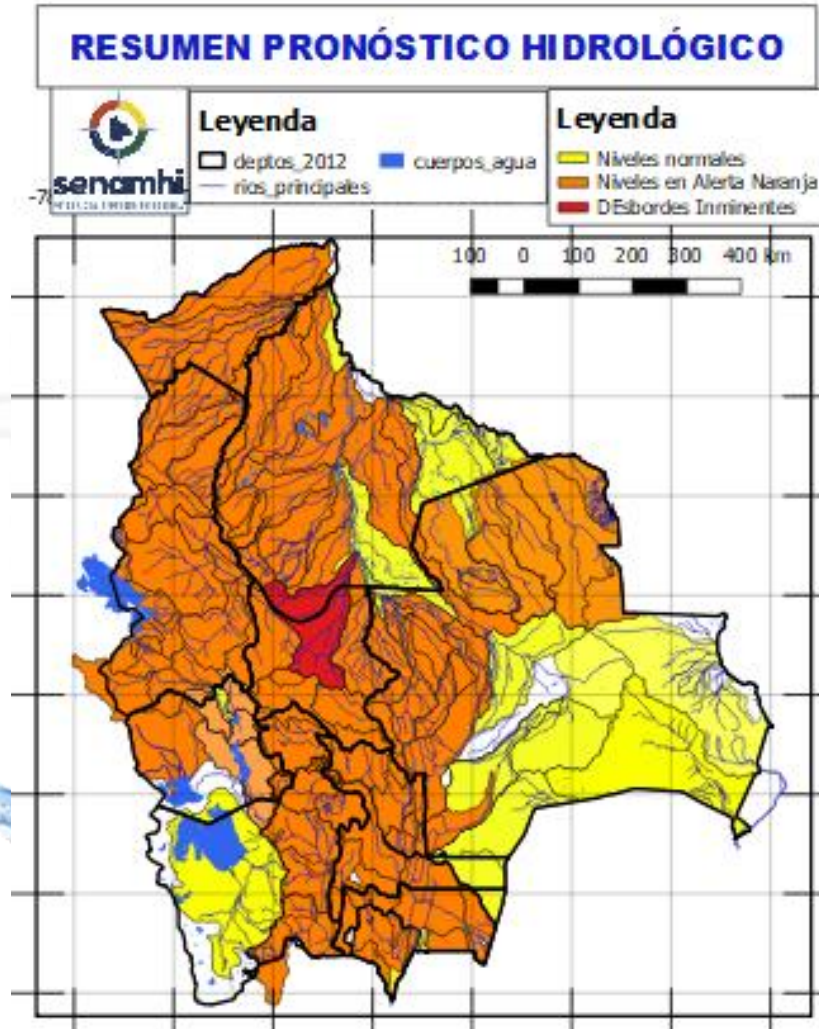 RESUMEN PRONÓSTICO HIDROLÓGICO
senamhi
Leyenda
deptos_2012
cuerpos_agua
rios_principales
Leyenda
Niveles normales
Niveles en Alerta Naranja
DEsbordes Inminentes
100 0 100 200 300 400 km